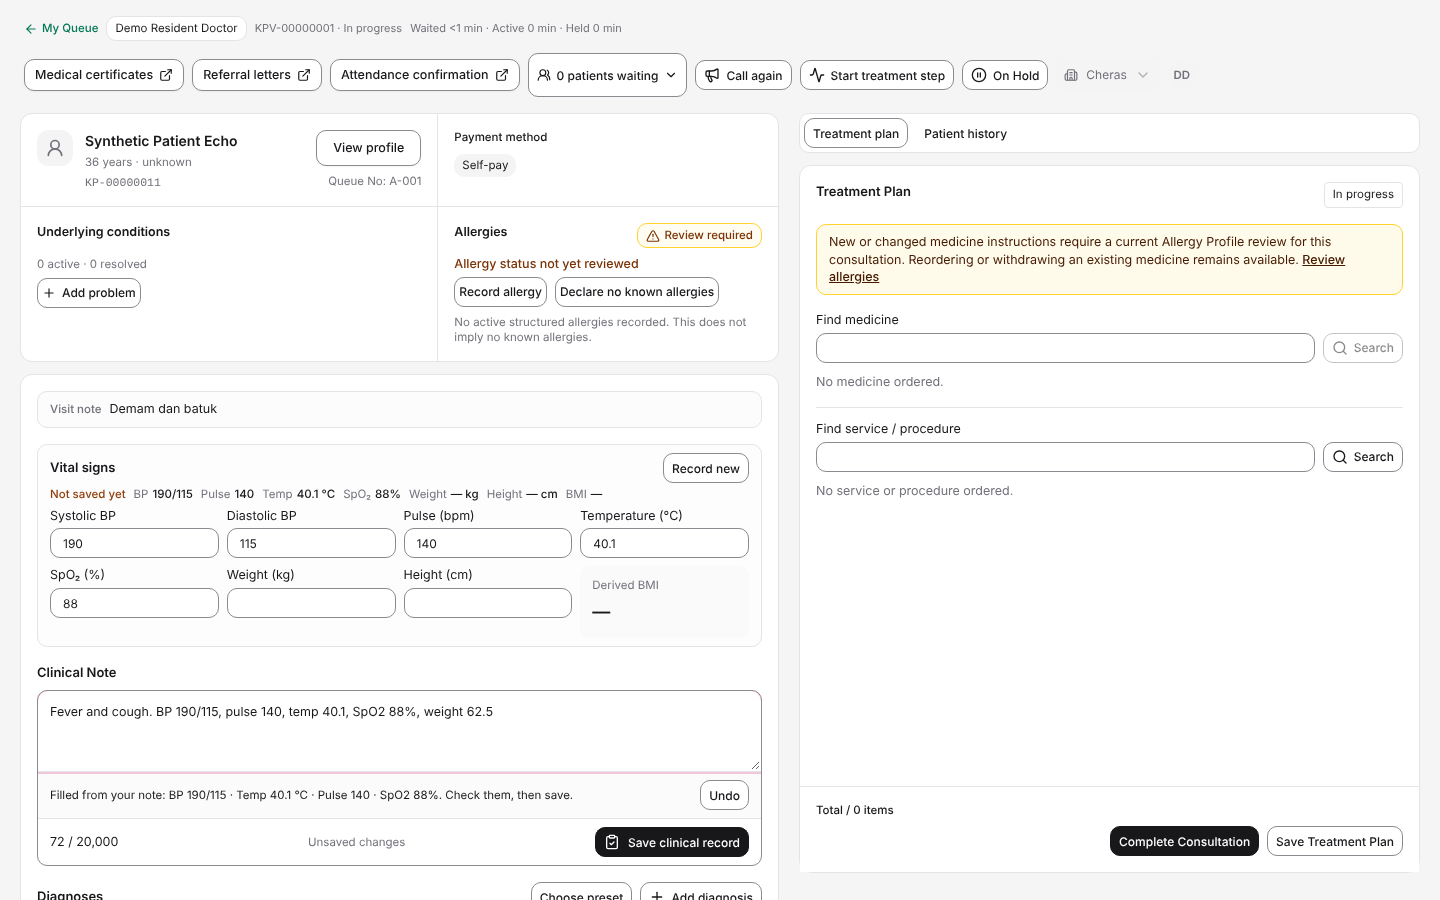 My Queue
Demo Resident Doctor
KPV-00000001 · In progress
Waited <1 min · Active 0 min · Held 0 min
Medical certificates
Referral letters
Attendance confirmation
0 patients waiting
Call again
Start treatment step
On Hold
Cheras
DD
Synthetic Patient Echo
36 years · unknown
KP-00000011
View profile
Queue No: A-001
Payment method
Self-pay
Underlying conditions
0 active · 0 resolved
Add problem
Allergies
Review required
Allergy status not yet reviewed
Record allergy
Declare no known allergies
No active structured allergies recorded. This does not
imply no known allergies.
Visit note Demam dan batuk
Vital signs
Record new
Not saved yet BP 190/115 Pulse 140 Temp 40.1 °C SpO₂ 88% Weight — kg Height — cm BMI —
Systolic BP
Diastolic BP
Pulse (bpm)
Temperature (°C)
190
115
140
40.1
SpO₂ (%)
Weight (kg)
Height (cm)
Derived BMI
88
—
Clinical Note
Fever and cough. BP 190/115, pulse 140, temp 40.1, SpO2 88%, weight 62.5
Filled from your note: BP 190/115 · Temp 40.1 °C · Pulse 140 · SpO2 88%. Check them, then save.
Undo
72 / 20,000
Unsaved changes
Save clinical record
Diagnoses
Choose preset
Add diagnosis
Treatment plan
Patient history
Treatment Plan
In progress
New or changed medicine instructions require a current Allergy Profile review for this
consultation. Reordering or withdrawing an existing medicine remains available. Review
allergies
Find medicine
Search
No medicine ordered.
Find service / procedure
Search
No service or procedure ordered.
Total / 0 items
Complete Consultation
Save Treatment Plan